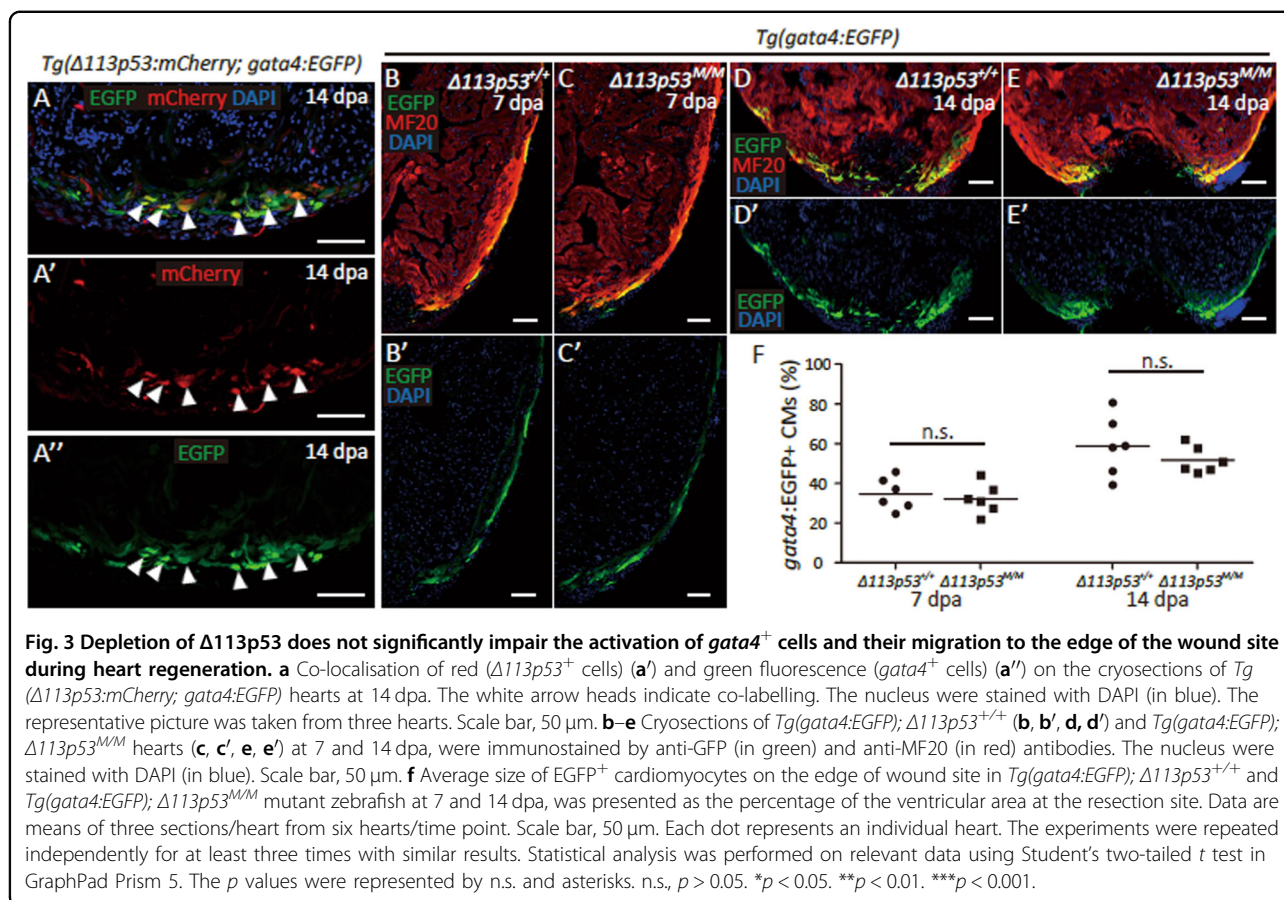 Tg(Δ113p53:mCherry; gata4:EGFP)
A
EGFP mCherry DAPI 14 dpa
A'
mCherry 14 dpa
A''
EGFP 14 dpa
Tg(gata4:EGFP)
B Δ113p53+/+
7 dpa
EGFP
MF20
DAPI
C Δ113p53M/M
7 dpa
D Δ113p53+/+
14 dpa
EGFP
MF20
DAPI
E Δ113p53M/M
14 dpa
B'
EGFP
DAPI
C'
D'
EGFP
DAPI
E'
F
gata4:EGFP+ CMs (%)
100
80
60
40
20
0
n.s.
n.s.
Δ113p53+/+ Δ113p53M/M
7 dpa
Δ113p53+/+ Δ113p53M/M
14 dpa
Fig. 3 Depletion of Δ113p53 does not significantly impair the activation of gata4+ cells and their migration to the edge of the wound site
during heart regeneration. a Co-localisation of red (Δ113p53+ cells) (a′) and green fluorescence (gata4+ cells) (a″) on the cryosections of Tg
(Δ113p53:mCherry; gata4:EGFP) hearts at 14 dpa. The white arrow heads indicate co-labelling. The nucleus were stained with DAPI (in blue). The
representative picture was taken from three hearts. Scale bar, 50 μm. b–e Cryosections of Tg(gata4:EGFP); Δ113p53+/+ (b, b′, d, d′) and Tg(gata4:EGFP);
Δ113p53M/M hearts (c, c′, e, e′) at 7 and 14 dpa, were immunostained by anti-GFP (in green) and anti-MF20 (in red) antibodies. The nucleus were
stained with DAPI (in blue). Scale bar, 50 μm. f Average size of EGFP+ cardiomyocytes on the edge of wound site in Tg(gata4:EGFP); Δ113p53+/+ and
Tg(gata4:EGFP); Δ113p53M/M mutant zebrafish at 7 and 14 dpa, was presented as the percentage of the ventricular area at the resection site. Data are
means of three sections/heart from six hearts/time point. Scale bar, 50 μm. Each dot represents an individual heart. The experiments were repeated
independently for at least three times with similar results. Statistical analysis was performed on relevant data using Student's two-tailed t test in
GraphPad Prism 5. The p values were represented by n.s. and asterisks. n.s., p > 0.05. *p < 0.05. **p < 0.01. ***p < 0.001.